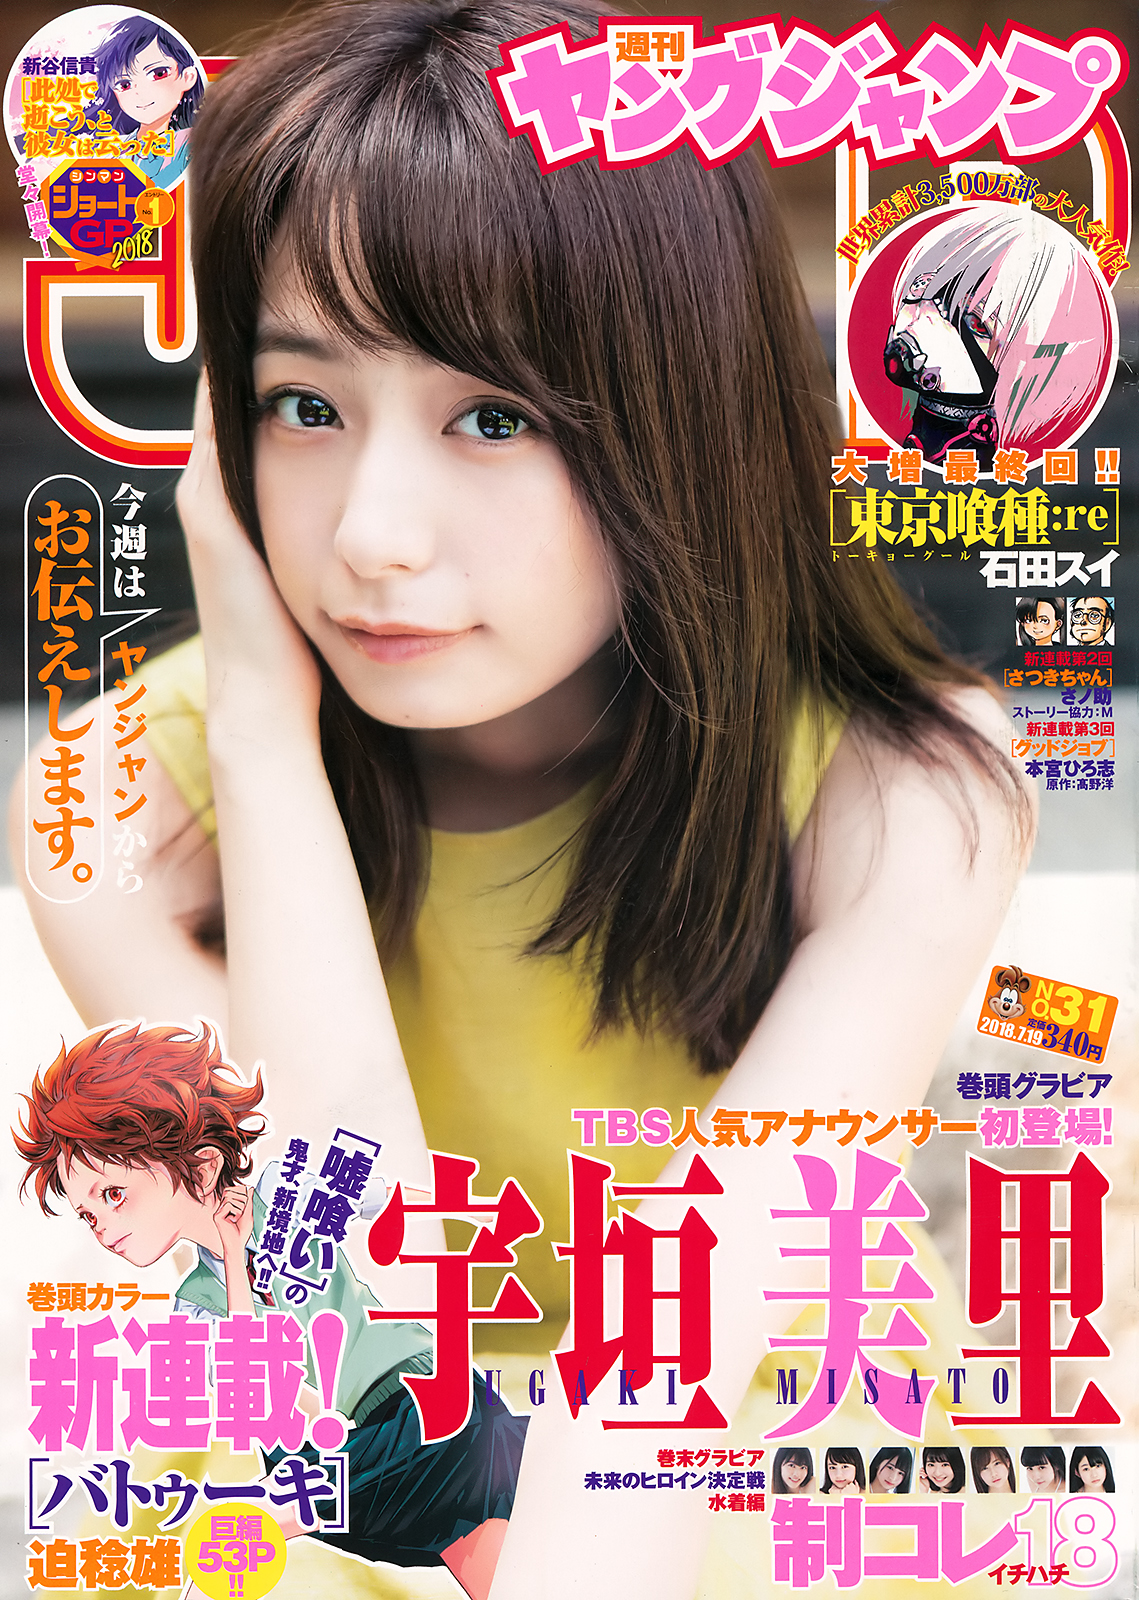 週刊
ヤングジャンプ
新谷信貴
[此処で
逝こう、と
彼女は云った]
シンマン
ショート
GP
2018
エントリー
No.1
堂々開幕!
世界累計3,500万部の大人気作!
大増最終回!!
[東京喰種:re]
トーキョーグール
石田スイ
新連載第2回
[さつきちゃん]
さノ助
ストーリー協力:M
新連載第3回
[グッドジョブ]
本宮ひろ志
原作:高野洋
今週は
ヤンジャンから
お伝えします。
NO.31
2018.7.19
定価340円
巻頭グラビア
TBS人気アナウンサー初登場!
宇垣美里
UGAKI MISATO
「嘘喰い」の
鬼才、新境地へ!!
巻頭カラー
新連載!
[バトゥーキ]
迫稔雄
巨編
53P
!!
巻末グラビア
未来のヒロイン決定戦
水着編
制コレ18
イチハチ